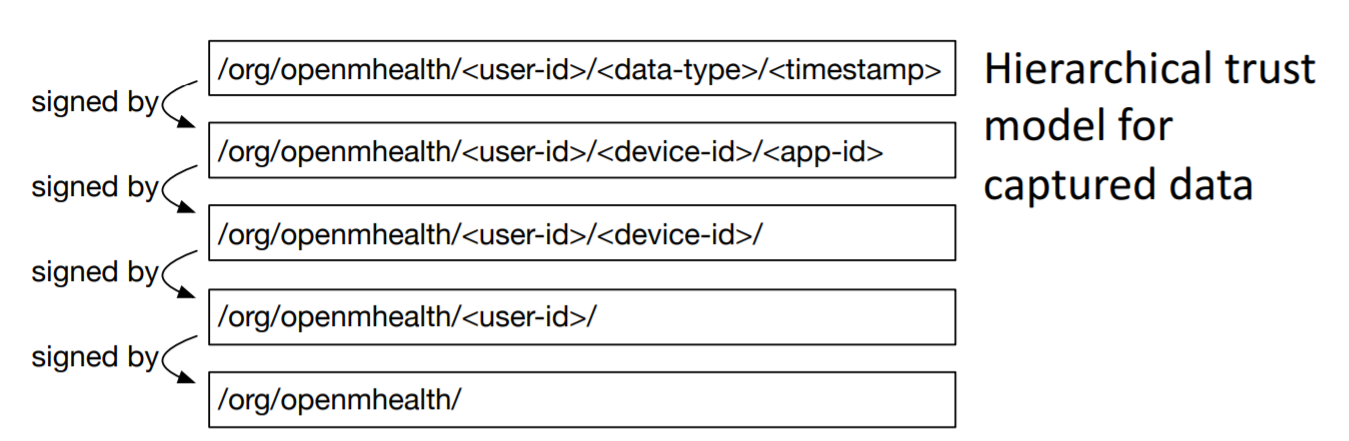 /org/openmhealth/<user-id>/<data-type>/<timestamp>
signed by
/org/openmhealth/<user-id>/<device-id>/<app-id>
signed by
/org/openmhealth/<user-id>/<device-id>/
signed by
/org/openmhealth/<user-id>/
signed by
/org/openmhealth/
Hierarchical trust
model for
captured data